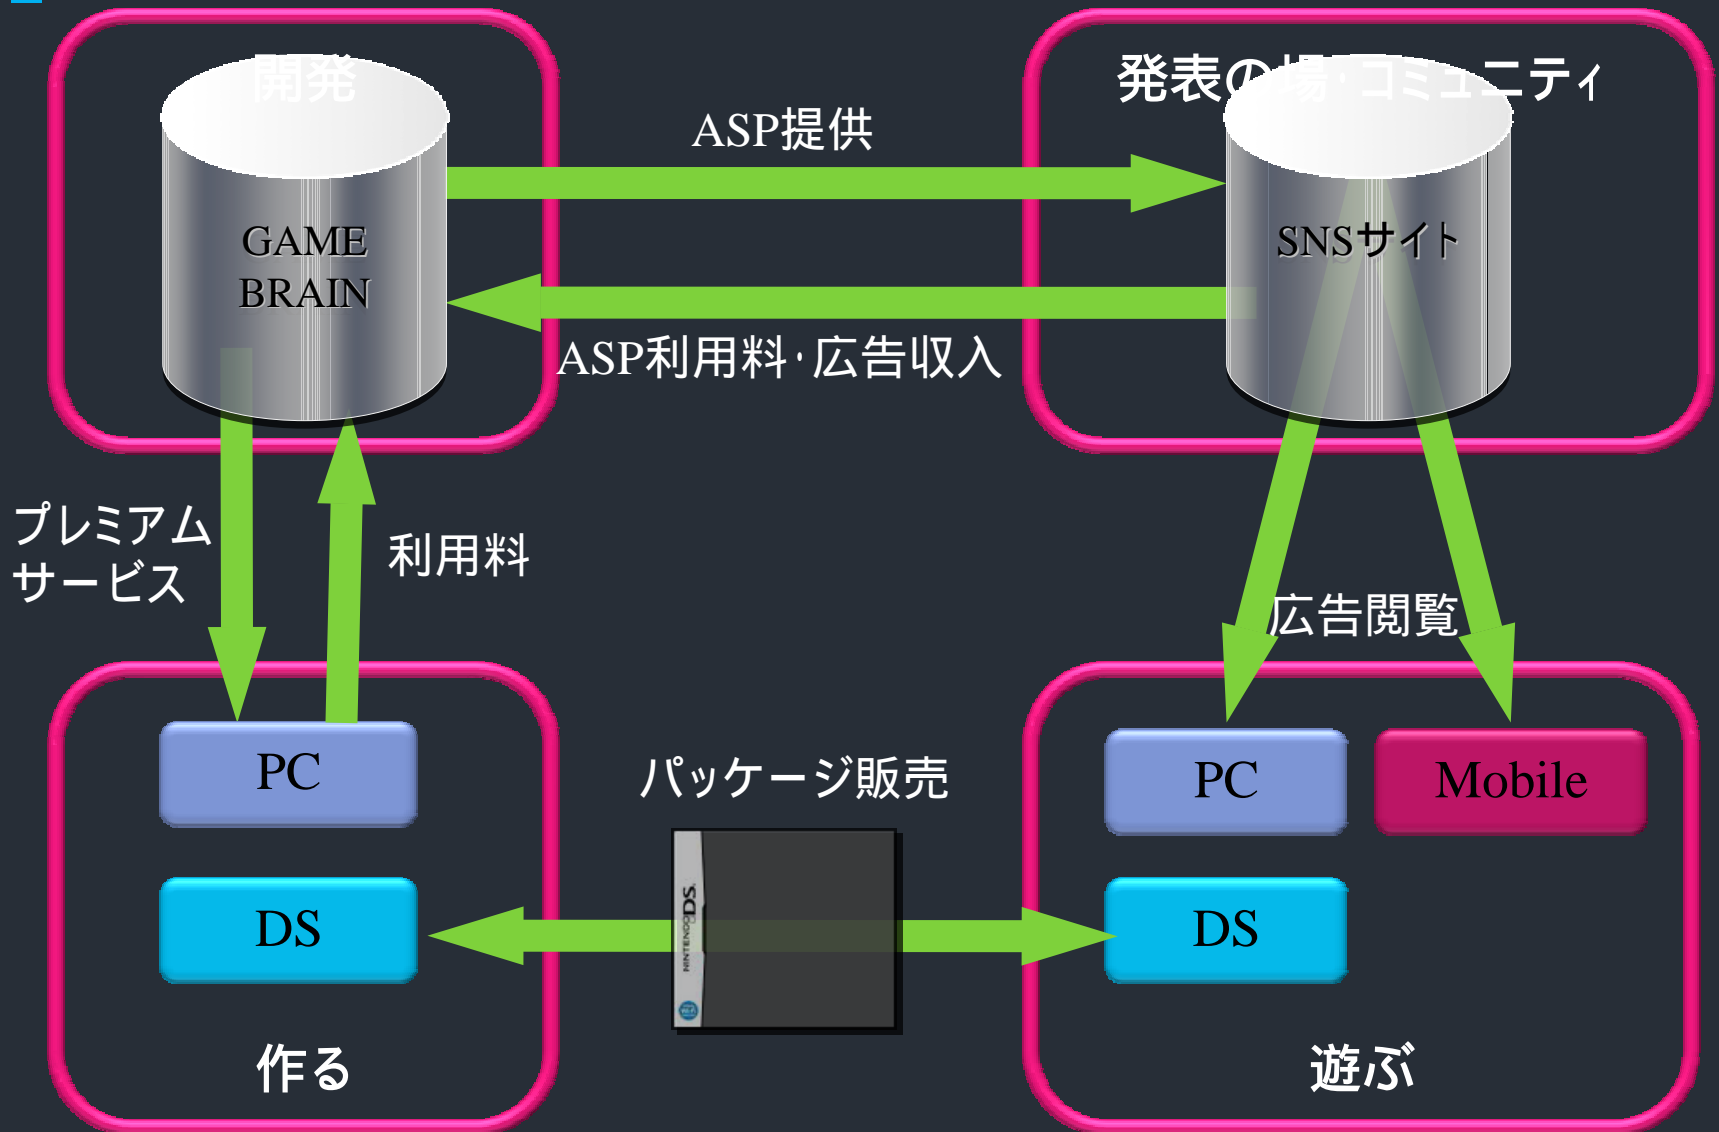 開発
発表の場・コミュニティ
ASP提供
GAME
BRAIN
SNSサイト
ASP利用料・広告収入
プレミアム
サービス
利用料
広告閲覧
PC
パッケージ販売
PC
Mobile
NINTENDO DS
DS
DS
作る
遊ぶ